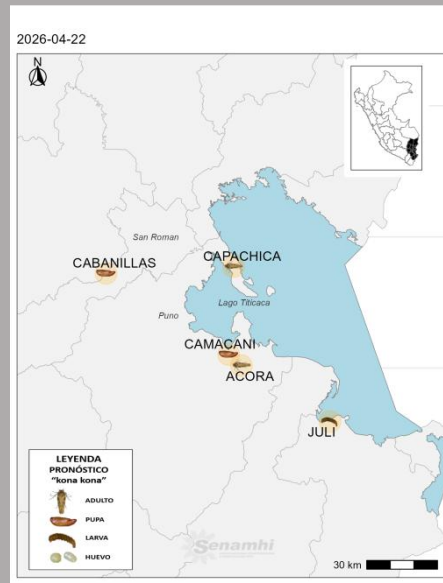 2026-04-22
N
San Roman
CABANILLAS
CAPACHICA
Lago Titicaca
Puno
CAMACANI
ACORA
JULI
LEYENDA
PRONÓSTICO
"kona kona"
ADULTO
PUPA
LARVA
HUEVO
Senamhi
30 km